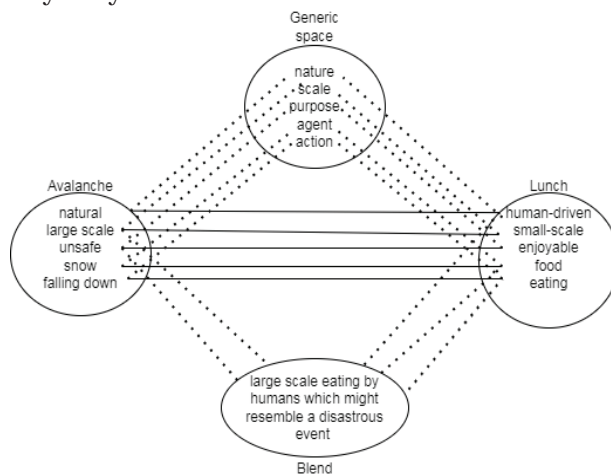 Generic
space
nature
scale
purpose
agent
action
Avalanche
natural
large scale
unsafe
snow
falling down
Lunch
human-driven
small-scale
enjoyable
food
eating
large scale eating by
humans which might
resemble a disastrous
event
Blend